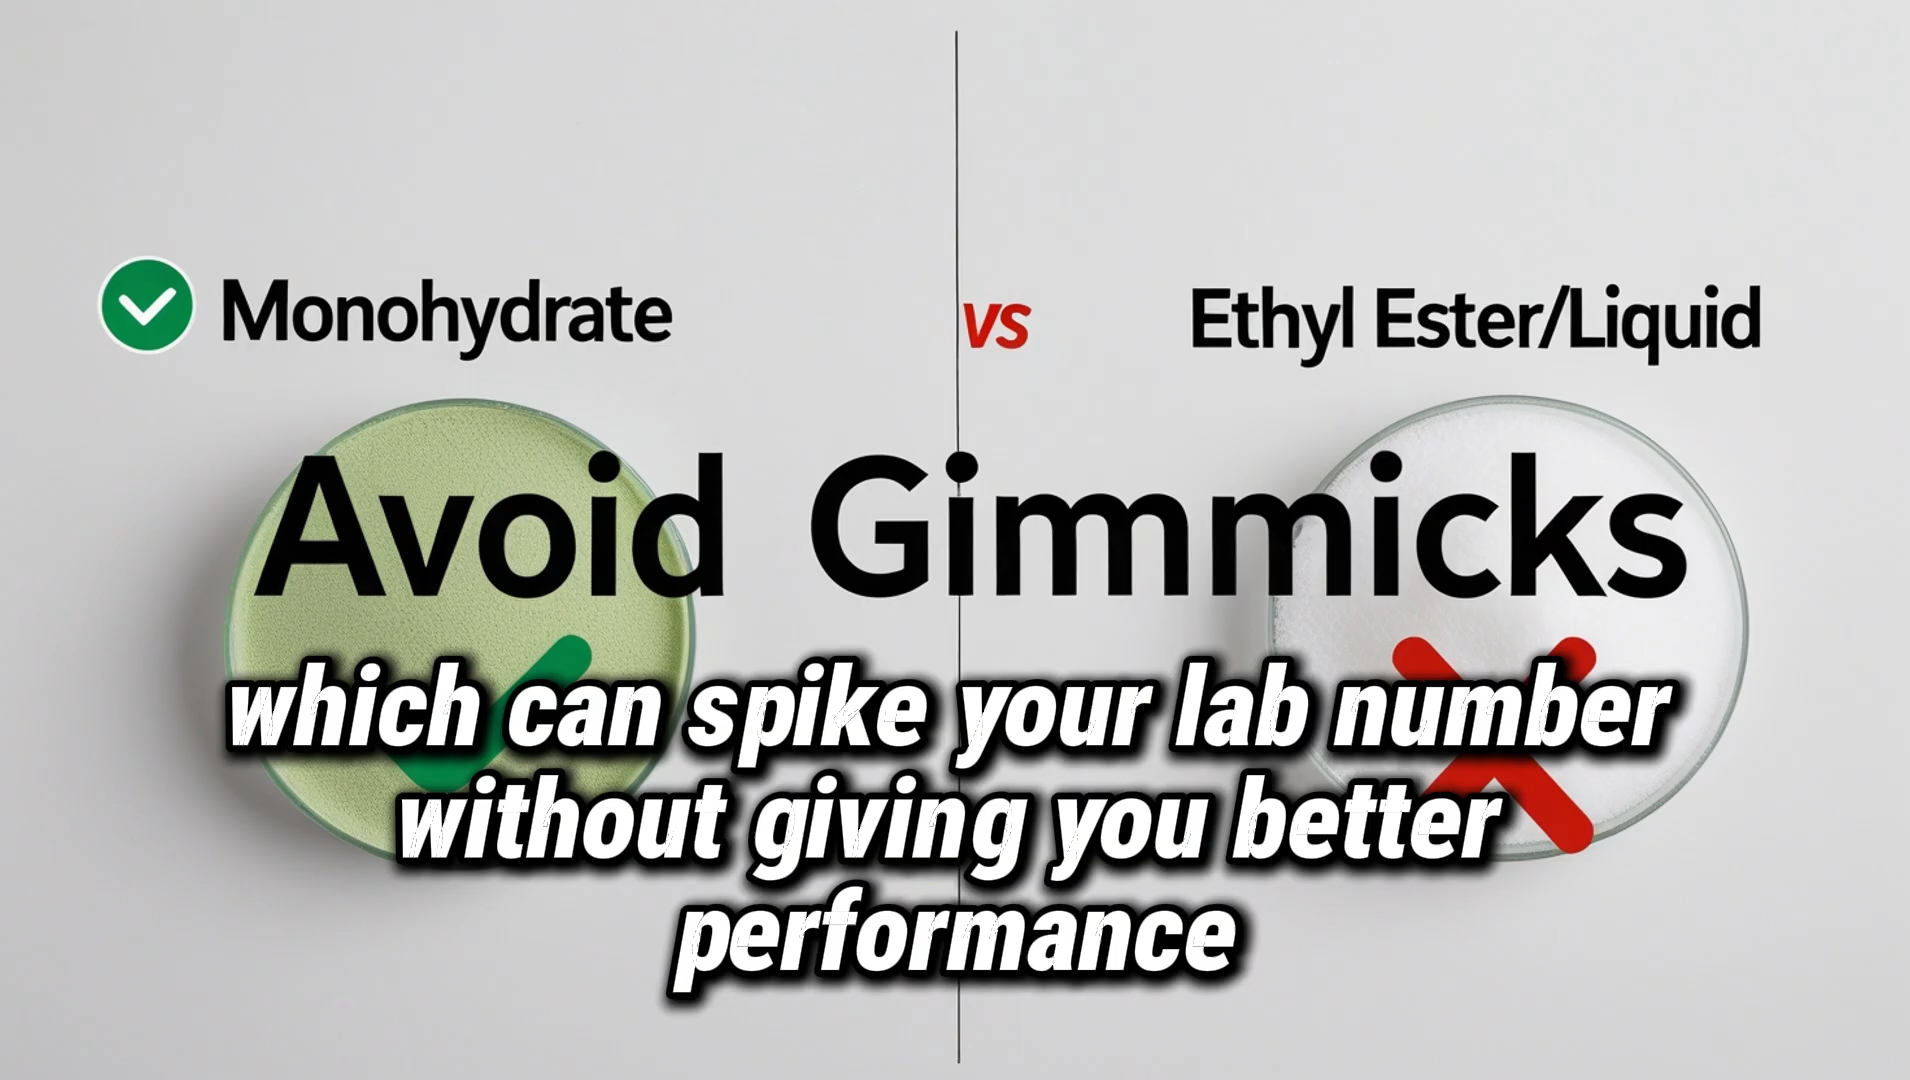 Monohydrate
vs
Ethyl Ester/Liquid
Avoid Gimmicks
which can spike your lab number
without giving you better
performance